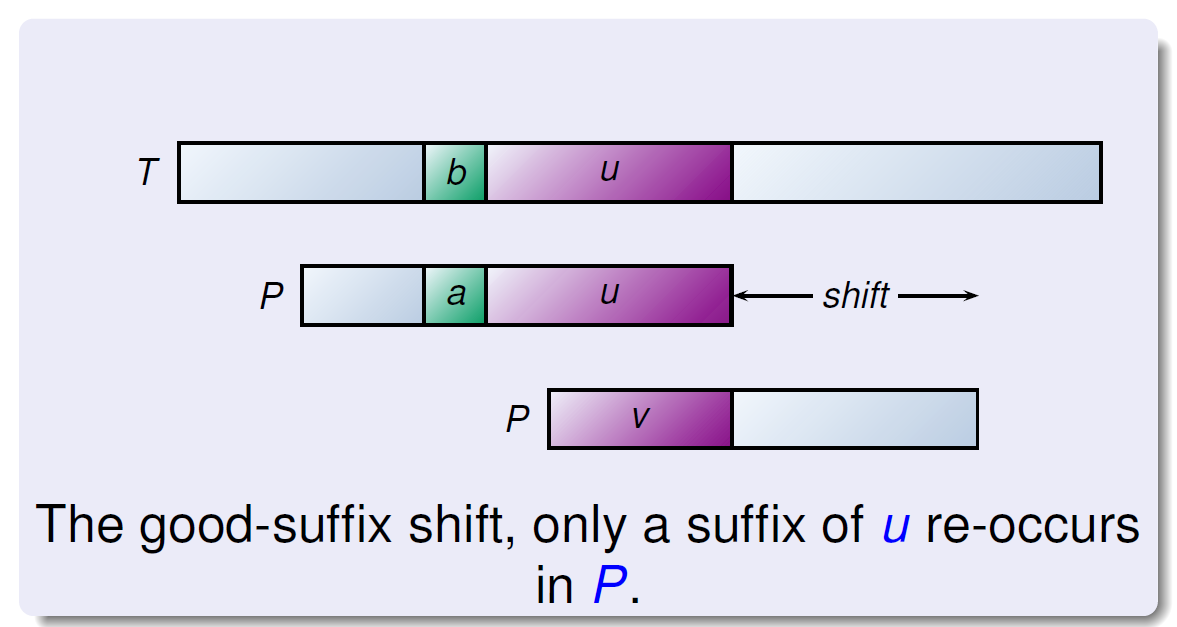 T b u
P a u shift
P v
The good-suffix shift, only a suffix of u re-occurs
in P.